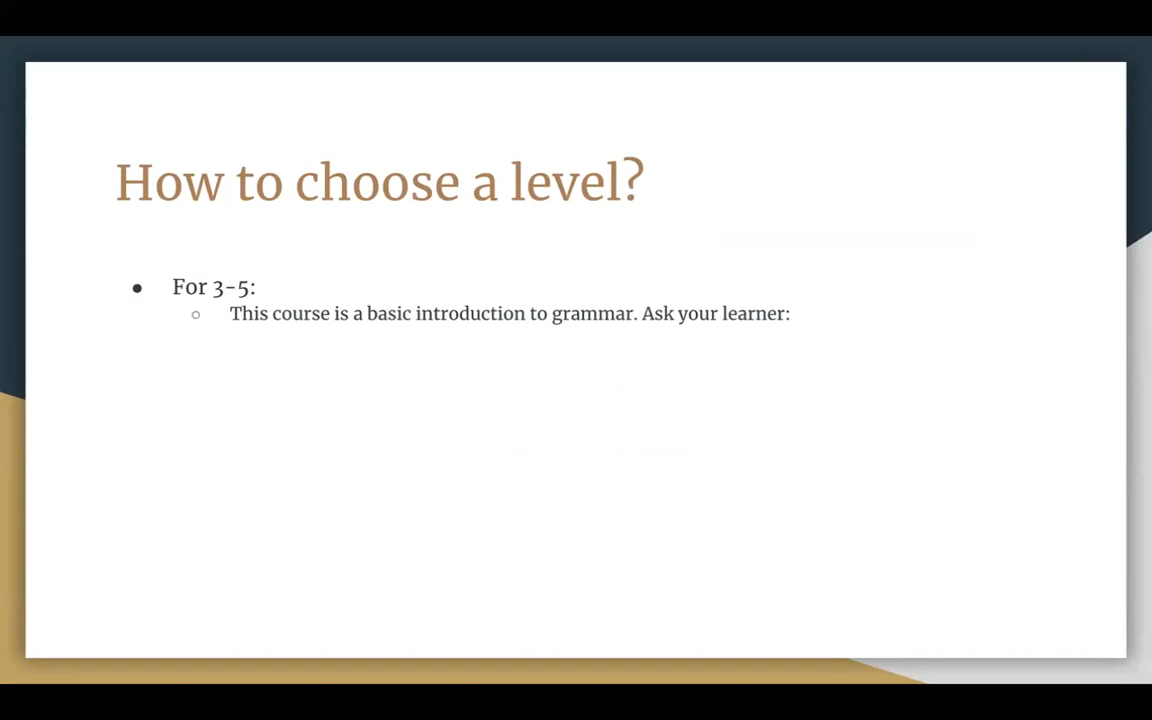 How to choose a level?
● For 3-5:
○ This course is a basic introduction to grammar. Ask your learner: